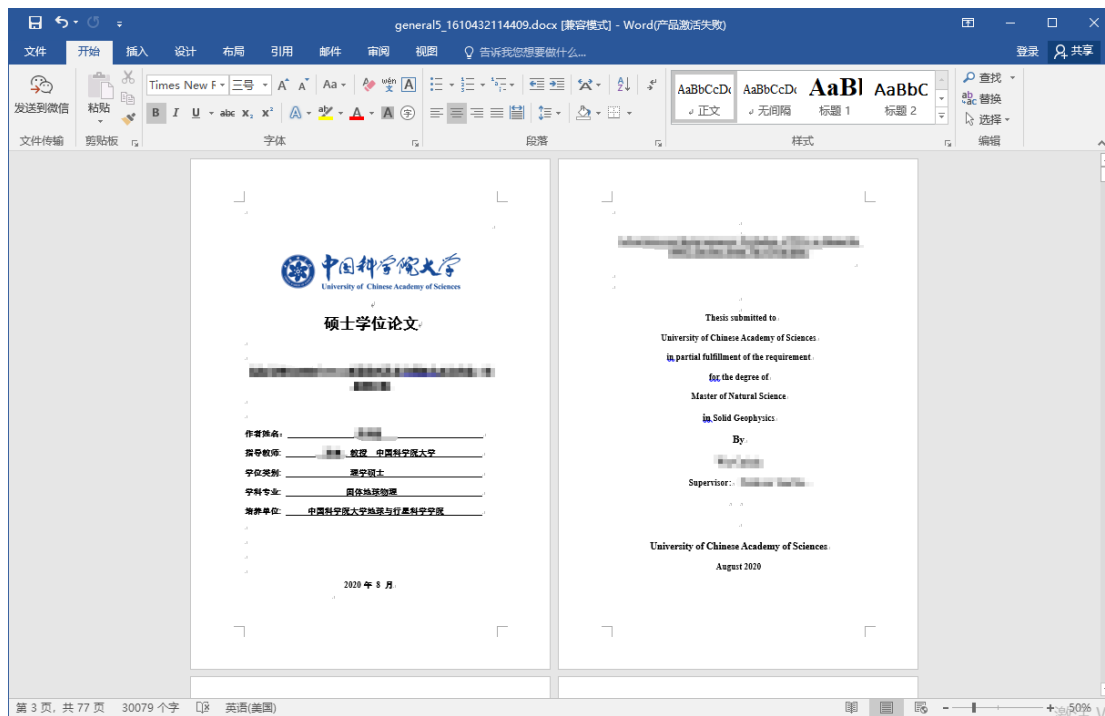 general5_1610432114409.docx [兼容模式] - Word(产品激活失败)
文件 开始 插入 设计 布局 引用 邮件 审阅 视图 告诉我您想要做什么... 登录 共享
发送到微信 粘贴 Times New F 三号 A A Aa wén A AaBbCcDc AaBbCcDc AaBl AaBbC 查找
替换
B I U abc X₂ X² A ab A A 字 正文 无间隔 标题 1 标题 2 选择
文件传输 剪贴板 字体 段落 样式 编辑
中国科学院大学
University of Chinese Academy of Sciences
硕士学位论文
作者姓名:
指导教师: 教授 中国科学院大学
学位类别: 理学硕士
学科专业: 固体地球物理
培养单位: 中国科学院大学地球与行星科学学院
2020 年 8 月
Thesis submitted to
University of Chinese Academy of Sciences
in partial fulfillment of the requirement
for the degree of
Master of Natural Science
in Solid Geophysics
By
Supervisor:
University of Chinese Academy of Sciences
August 2020
第 3 页，共 77 页 30079 个字 英语(美国) 50%